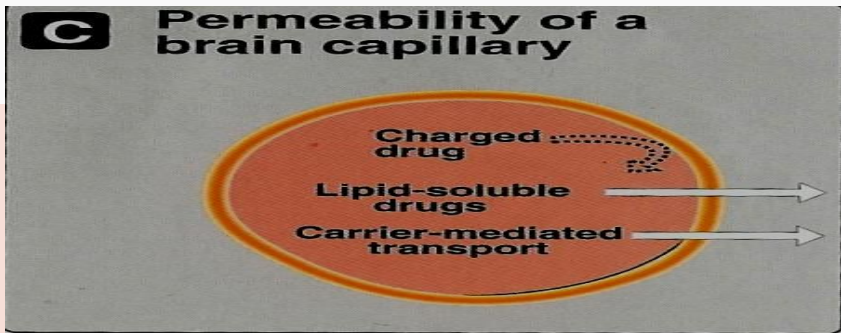 C
Permeability of a
brain capillary
Charged
drug
Lipid-soluble
drugs
Carrier-mediated
transport